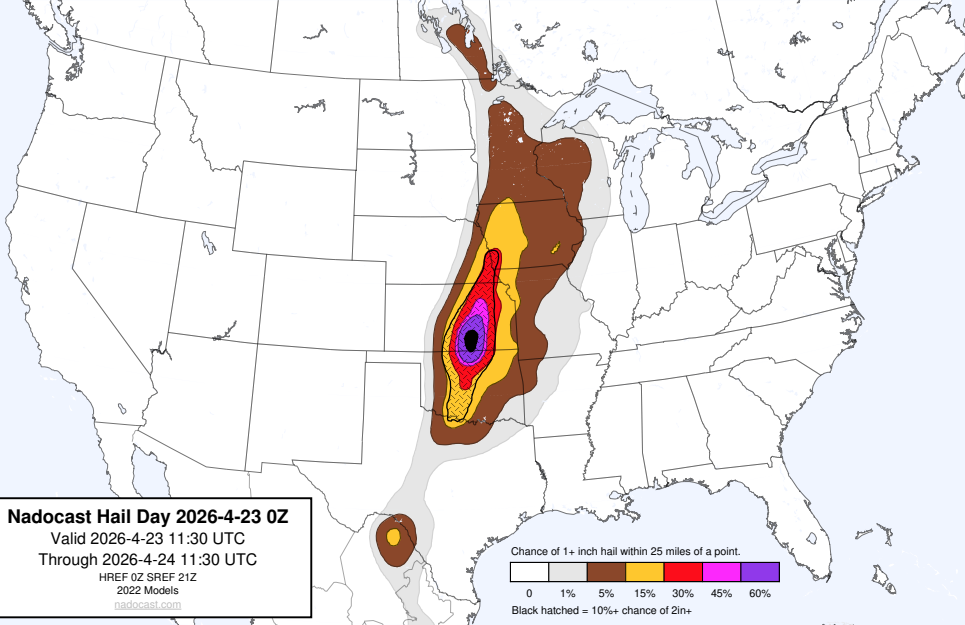 Nadocast Hail Day 2026-4-23 0Z
Valid 2026-4-23 11:30 UTC
Through 2026-4-24 11:30 UTC
HREF 0Z SREF 21Z
2022 Models
nadocast.com
Chance of 1+ inch hail within 25 miles of a point.
0 1% 5% 15% 30% 45% 60%
Black hatched = 10%+ chance of 2in+